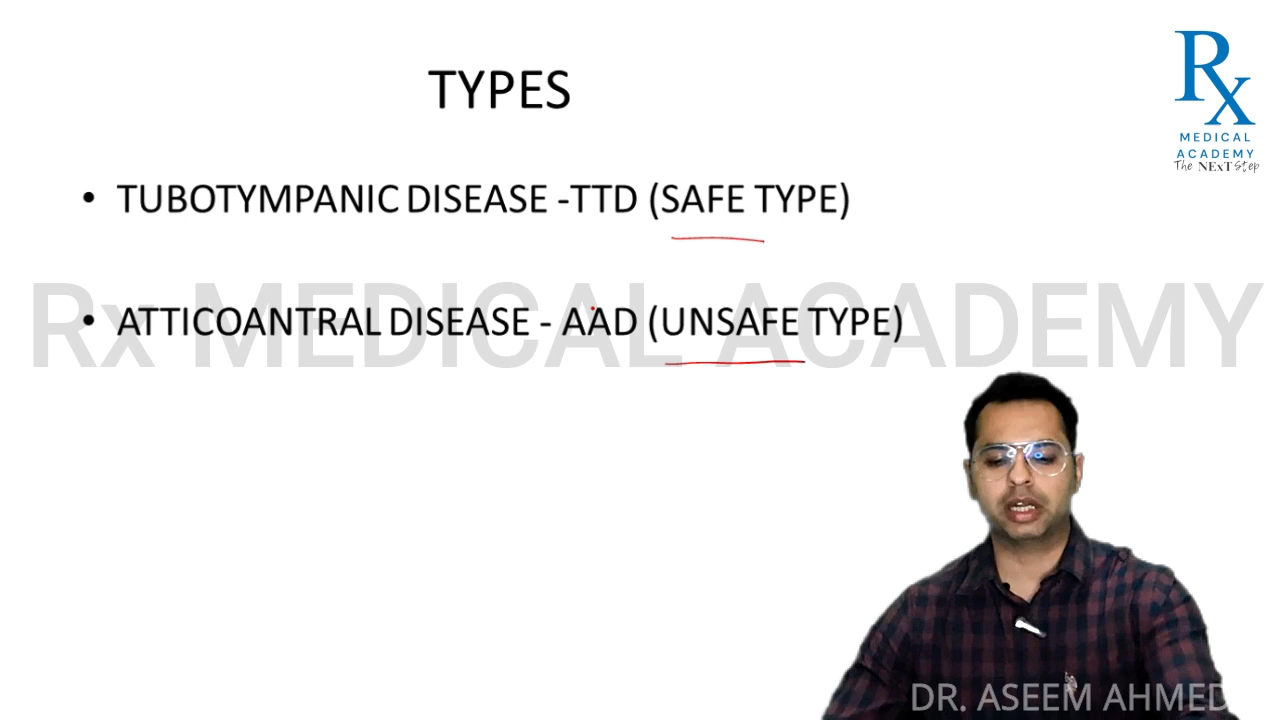 Rx
MEDICAL
ACADEMY
The NExT Step
TYPES
• TUBOTYMPANIC DISEASE -TTD (SAFE TYPE)
• ATTICOANTRAL DISEASE - AAD (UNSAFE TYPE)
Rx MEDICAL ACADEMY
DR. ASEEM AHMED